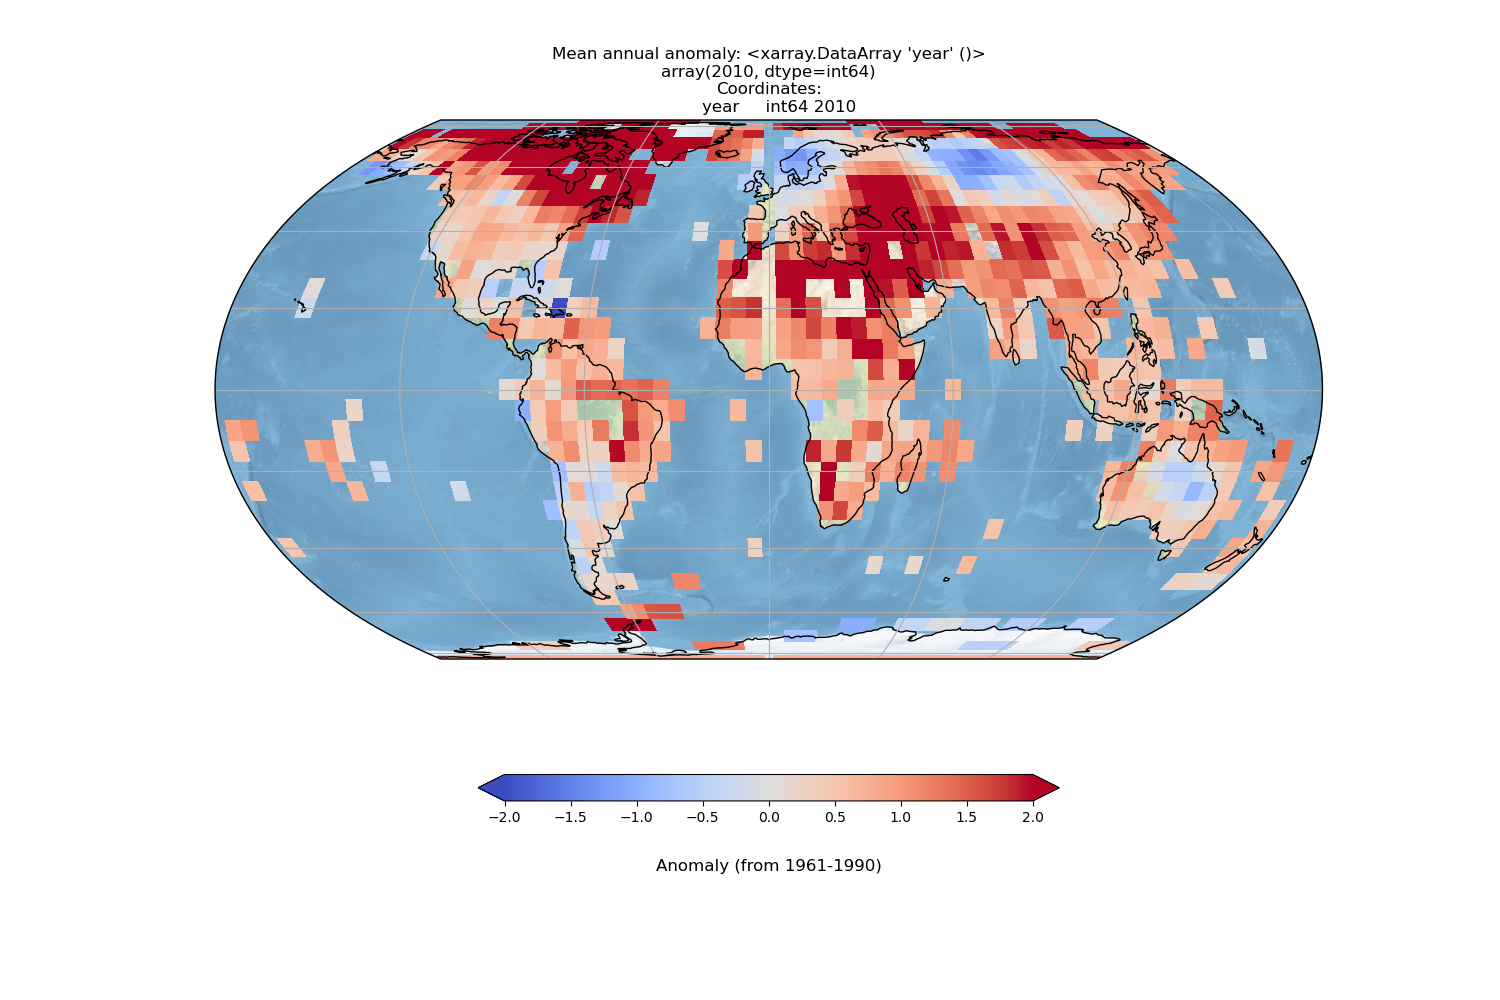 Mean annual anomaly: <xarray.DataArray 'year' ()>
array(2010, dtype=int64)
Coordinates:
year     int64 2010
−2.0 −1.5 −1.0 −0.5 0.0 0.5 1.0 1.5 2.0
Anomaly (from 1961-1990)